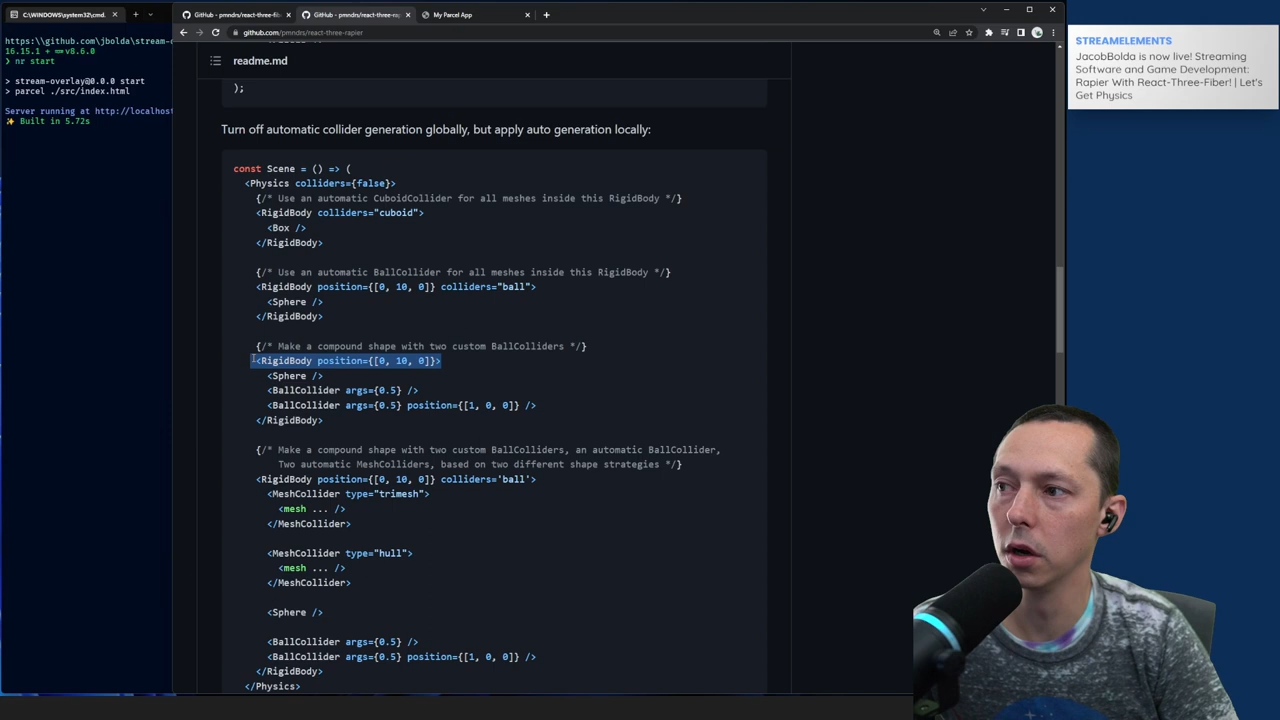 C:\WINDOWS\system32\cmd.
GitHub - pmndrs/react-three-fib
GitHub - pmndrs/react-three-rap
My Parcel App
github.com/pmndrs/react-three-rapier
https:\\github.com\jbolda\stream-
16.15.1
v8.6.0
❯ nr start
> stream-overlay@0.0.0 start
> parcel ./src/index.html
Server running at http://localhost
✨ Built in 5.72s
readme.md
);
Turn off automatic collider generation globally, but apply auto generation locally:
const Scene = () => (
<Physics colliders={false}>
{/* Use an automatic CuboidCollider for all meshes inside this RigidBody */}
<RigidBody colliders="cuboid">
<Box />
</RigidBody>
{/* Use an automatic BallCollider for all meshes inside this RigidBody */}
<RigidBody position={[0, 10, 0]} colliders="ball">
<Sphere />
</RigidBody>
{/* Make a compound shape with two custom BallColliders */}
<RigidBody position={[0, 10, 0]}>
<Sphere />
<BallCollider args={0.5} />
<BallCollider args={0.5} position={[1, 0, 0]} />
</RigidBody>
{/* Make a compound shape with two custom BallColliders, an automatic BallCollider,
Two automatic MeshColliders, based on two different shape strategies */}
<RigidBody position={[0, 10, 0]} colliders='ball'>
<MeshCollider type="trimesh">
<mesh ... />
</MeshCollider>
<MeshCollider type="hull">
<mesh ... />
</MeshCollider>
<Sphere />
<BallCollider args={0.5} />
<BallCollider args={0.5} position={[1, 0, 0]} />
</RigidBody>
</Physics>
STREAMELEMENTS
JacobBolda is now live! Streaming
Software and Game Development:
Rapier With React-Three-Fiber! | Let's
Get Physics